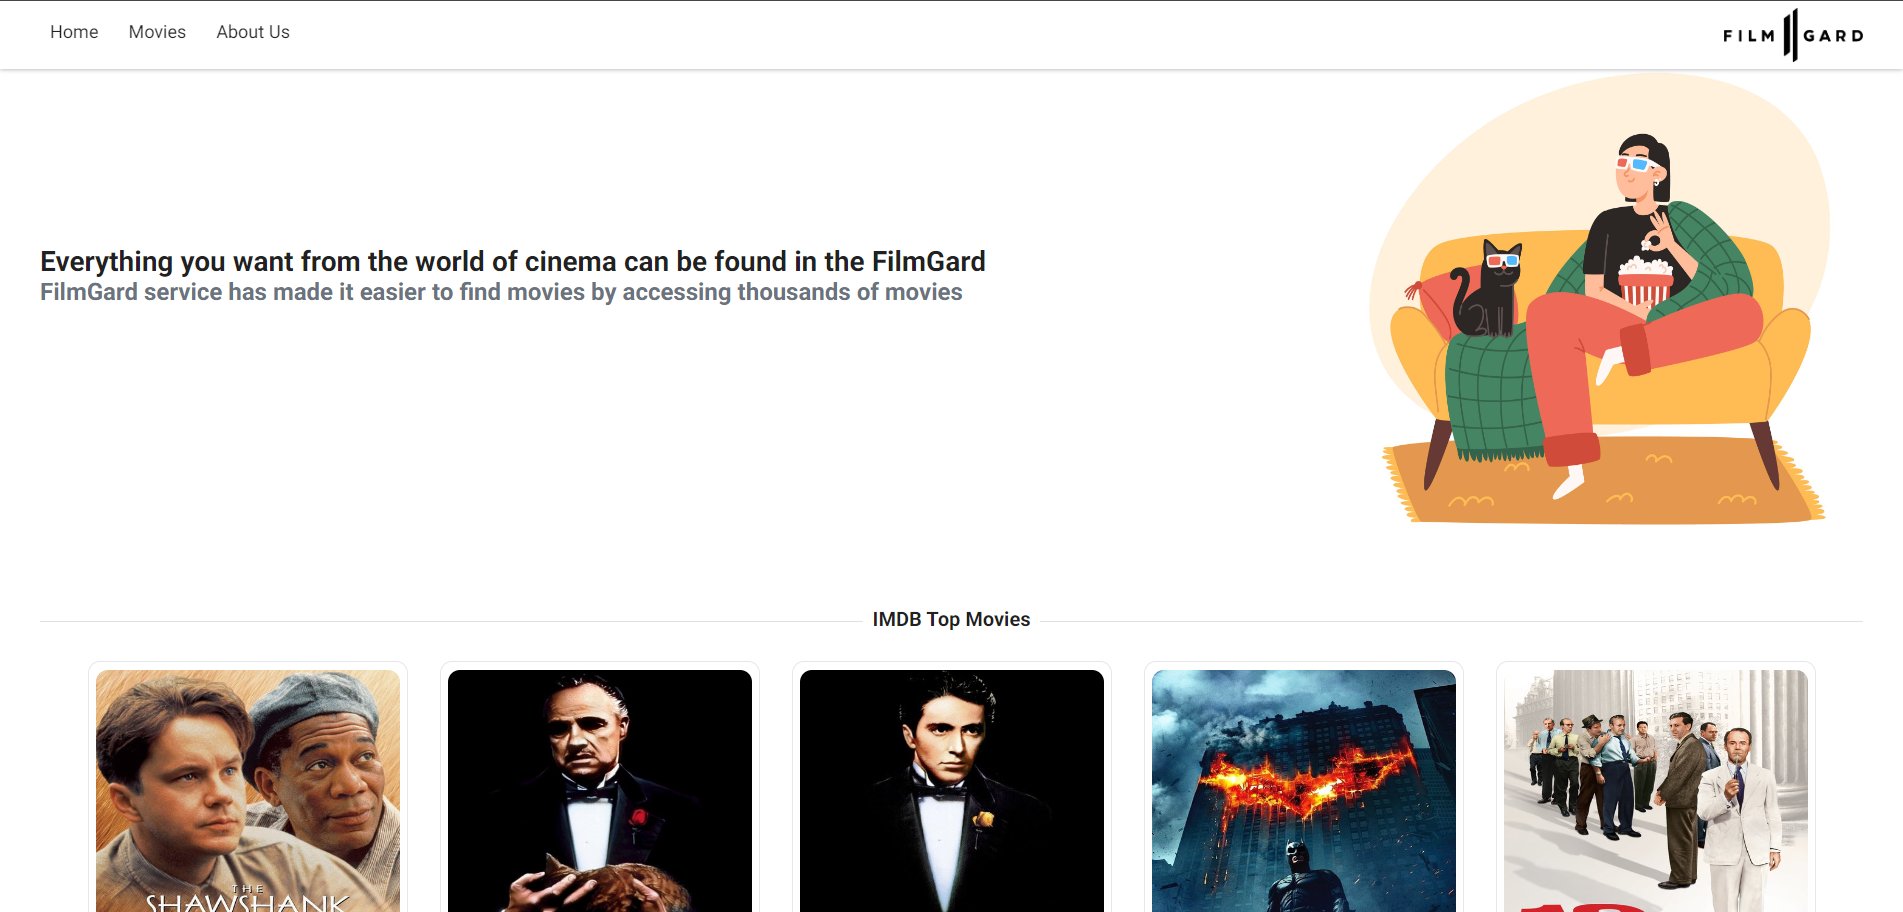 Home Movies About Us
FILM GARD
Everything you want from the world of cinema can be found in the FilmGard
FilmGard service has made it easier to find movies by accessing thousands of movies
IMDB Top Movies
THE
SHAWSHANK
12